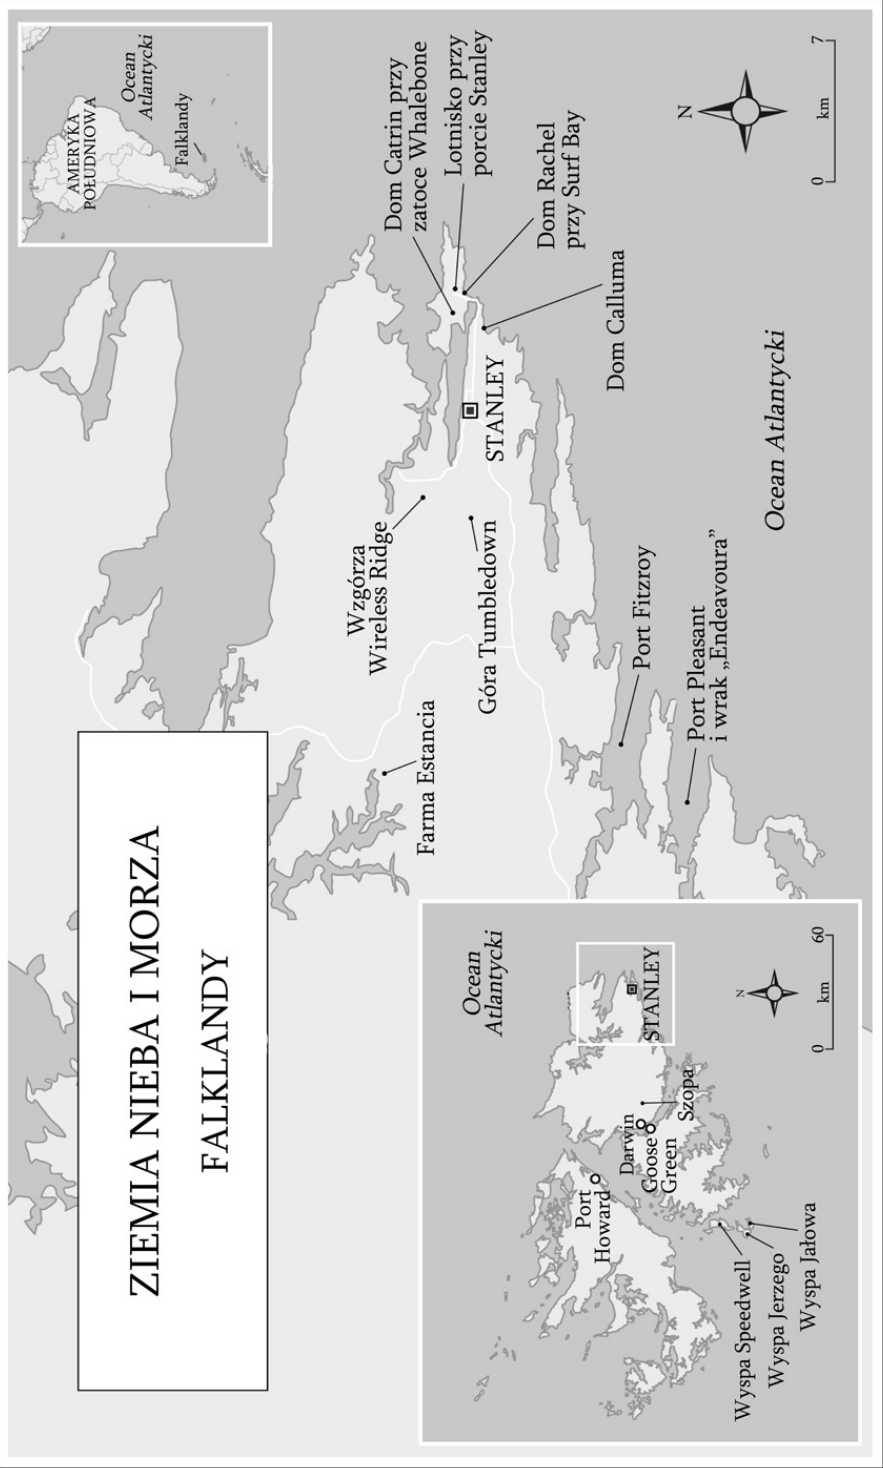 ZIEMIA NIEBA I MORZA
FALKLANDY
AMERYKA
POŁUDNIOWA
Ocean
Atlantycki
Falklandy
Dom Catrin przy
zatoce Whalebone
Lotnisko przy
porcie Stanley
Dom Rachel
przy Surf Bay
Dom Calluma
STANLEY
Wzgórza
Wireless Ridge
Góra Tumbledown
Farma Estancia
Port Fitzroy
Port Pleasant
i wrak „Endeavoura”
Ocean Atlantycki
N
0 km 7
Ocean
Atlantycki
STANLEY
Szopa
Darwin
Goose
Green
Port
Howard
Wyspa Speedwell
Wyspa Jerzego
Wyspa Jałowa
N
0 km 60